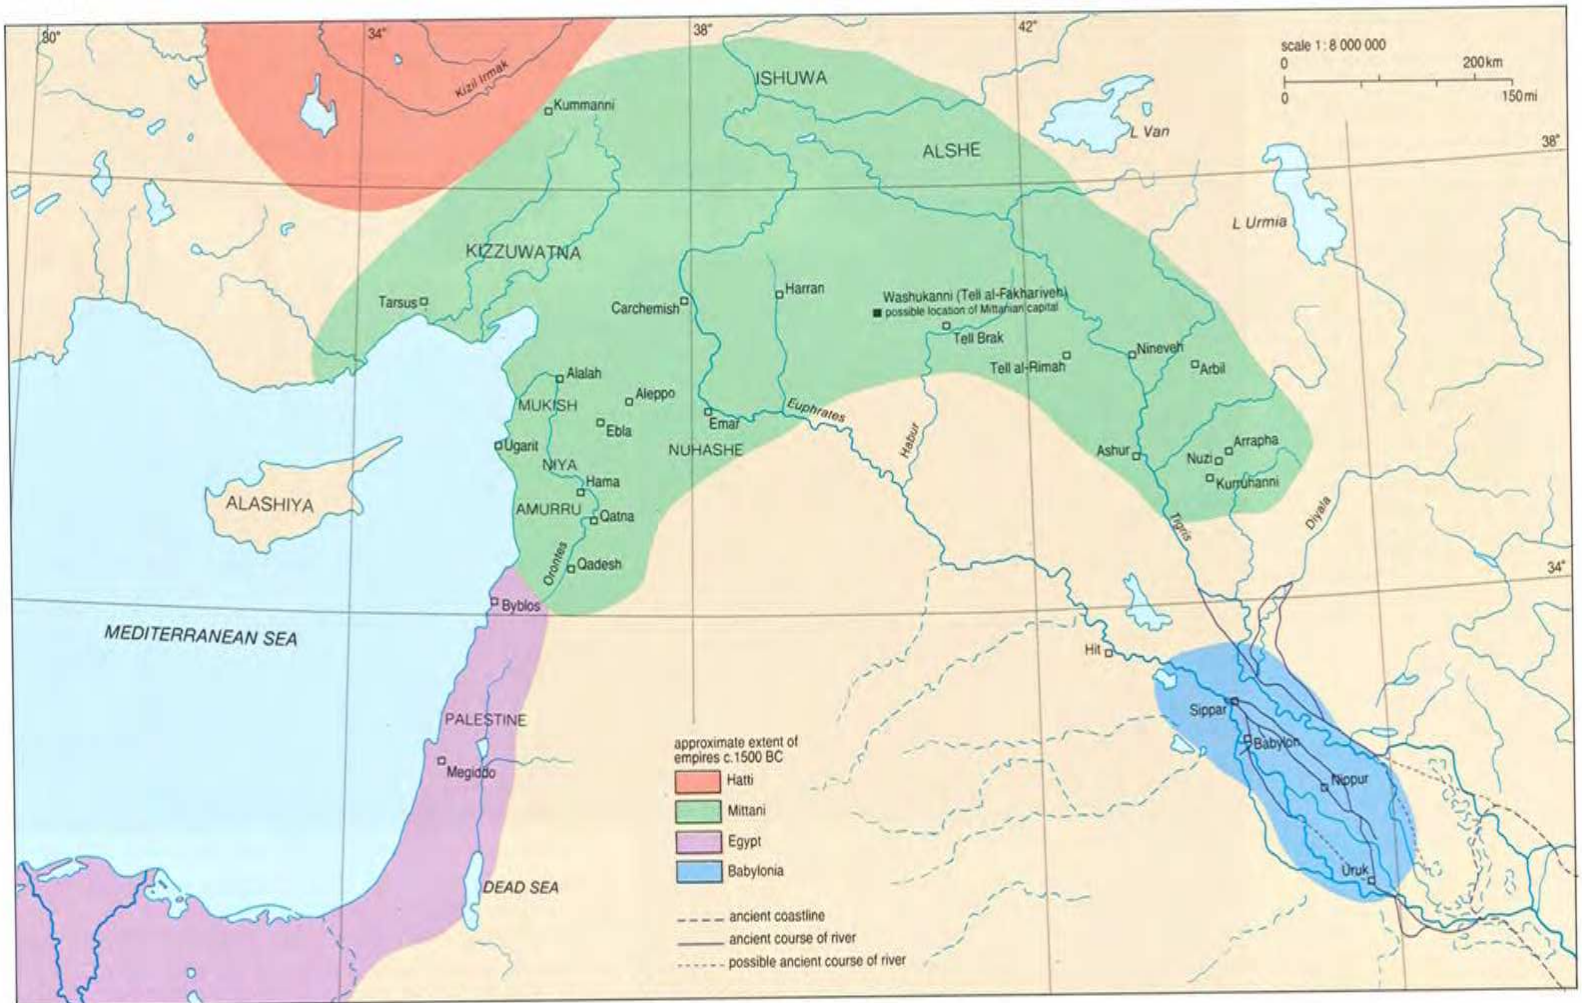 30°
34°
38°
42°
scale 1 : 8 000 000
0
200 km
0
150 mi
Kizil Irmak
ISHUWA
Kummanni
L Van
38°
ALSHE
L Urmia
KIZZUWATNA
Tarsus
Carchemish
Harran
Washukanni (Tell al-Fakhariyeh)
possible location of Mittanian capital
Tell Brak
Tell al-Rimah
Nineveh
Arbil
Alalah
MUKISH
Aleppo
Emar
Euphrates
Ebla
Ugarit
NUHASHE
Habur
Ashur
Arrapha
Nuzi
Kurruhanni
NIYA
Hama
ALASHIYA
AMURRU
Qatna
Tigris
Diyala
Orontes
Qadesh
34°
Byblos
MEDITERRANEAN SEA
Hit
PALESTINE
Sippar
Babylon
Megiddo
Nippur
approximate extent of
empires c.1500 BC
Hatti
Mittani
Egypt
Babylonia
Uruk
DEAD SEA
ancient coastline
ancient course of river
possible ancient course of river